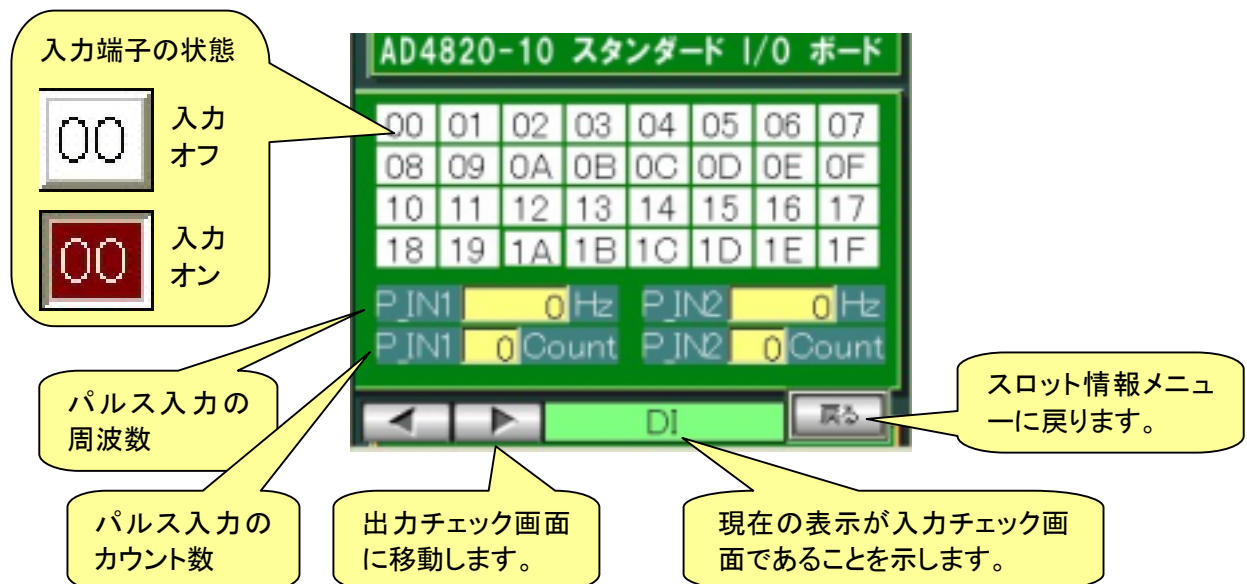 入力端子の状態
00
入力
オフ
00
入力
オン
AD4820-10 スタンダード I/O ボード
00 01 02 03 04 05 06 07
08 09 0A 0B 0C 0D 0E 0F
10 11 12 13 14 15 16 17
18 19 1A 1B 1C 1D 1E 1F
P_IN1 0 Hz P_IN2 0 Hz
P_IN1 0 Count P_IN2 0 Count
DI 戻る
パルス入力の
周波数
パルス入力の
カウント数
出力チェック画面
に移動します。
現在の表示が入力チェック画
面であることを示します。
スロット情報メニュ
ーに戻ります。